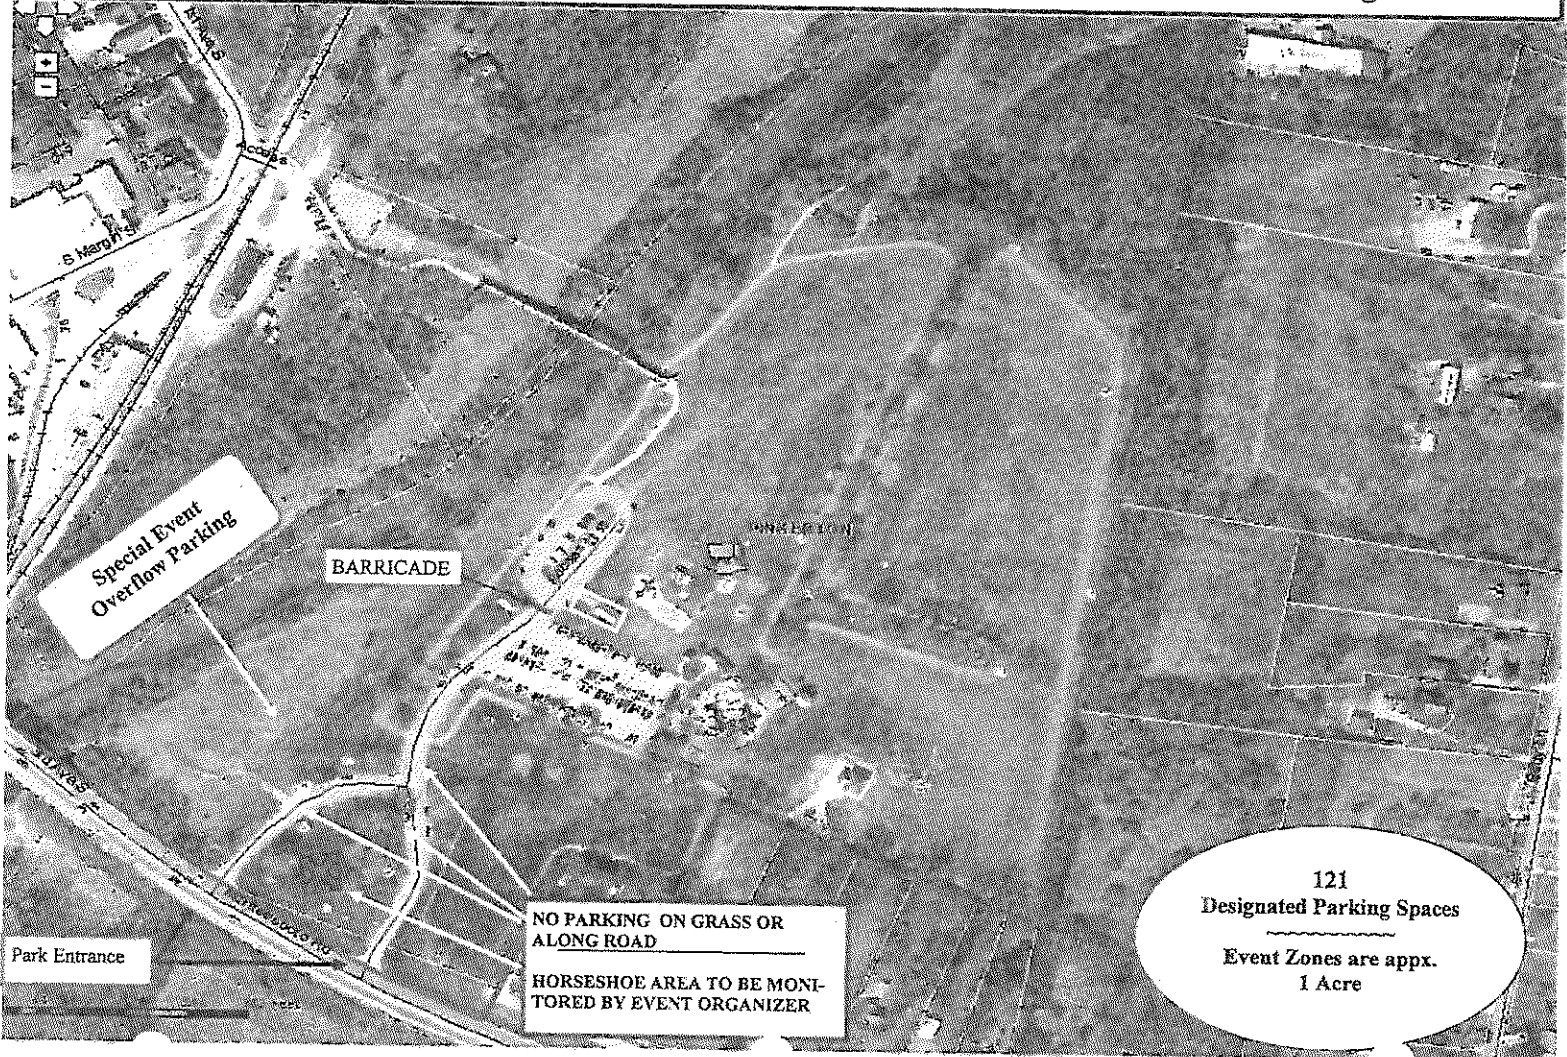 +
−
Access
S Margin St
Special Event
Overflow Parking
BARRICADE
NO PARKING ON GRASS OR
ALONG ROAD
HORSESHOE AREA TO BE MONI-
TORED BY EVENT ORGANIZER
Park Entrance
121
Designated Parking Spaces
Event Zones are appx.
1 Acre